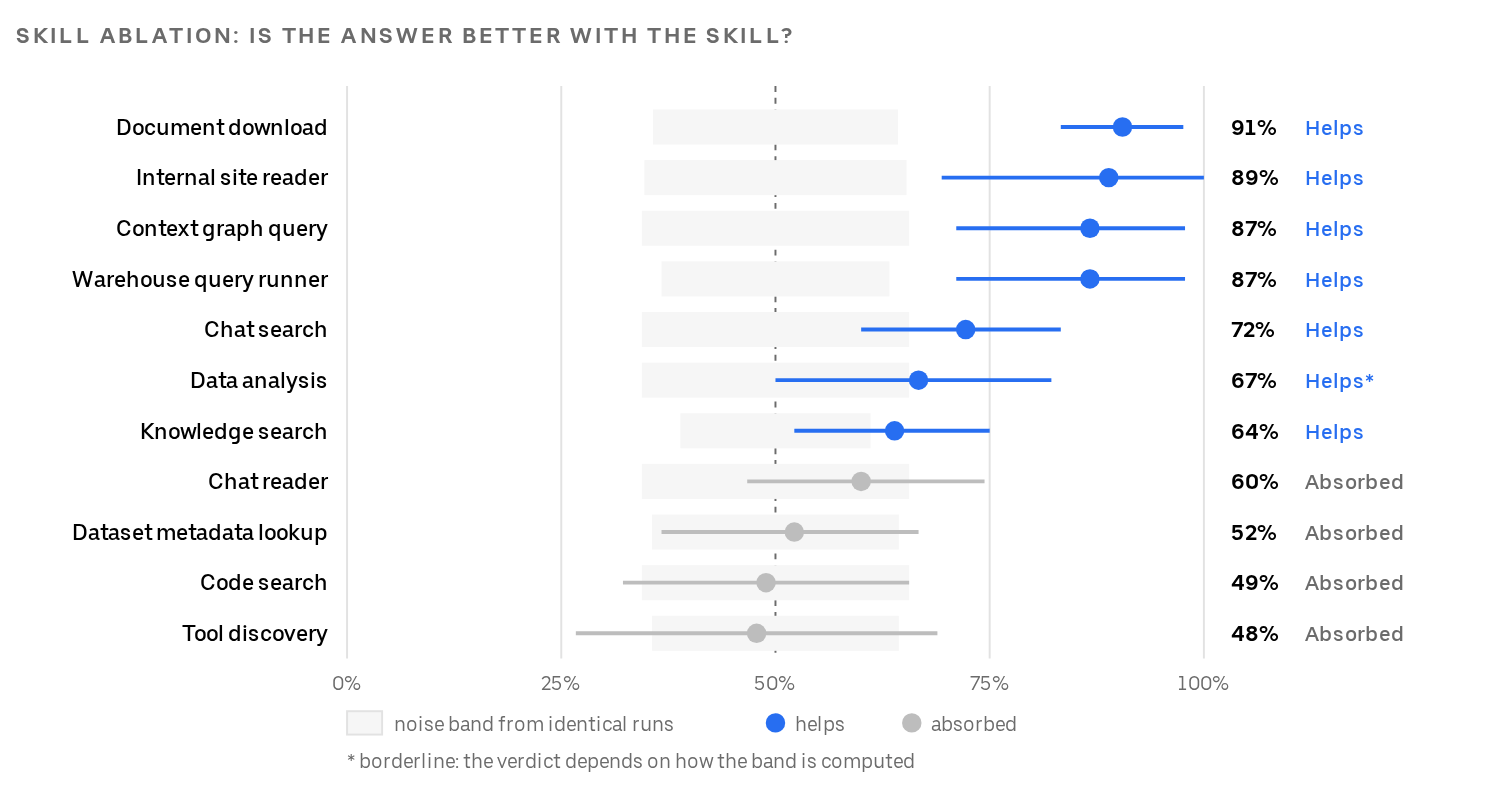 SKILL ABLATION: IS THE ANSWER BETTER WITH THE SKILL?
Document download 91% Helps
Internal site reader 89% Helps
Context graph query 87% Helps
Warehouse query runner 87% Helps
Chat search 72% Helps
Data analysis 67% Helps*
Knowledge search 64% Helps
Chat reader 60% Absorbed
Dataset metadata lookup 52% Absorbed
Code search 49% Absorbed
Tool discovery 48% Absorbed
0% 25% 50% 75% 100%
noise band from identical runs helps absorbed
* borderline: the verdict depends on how the band is computed